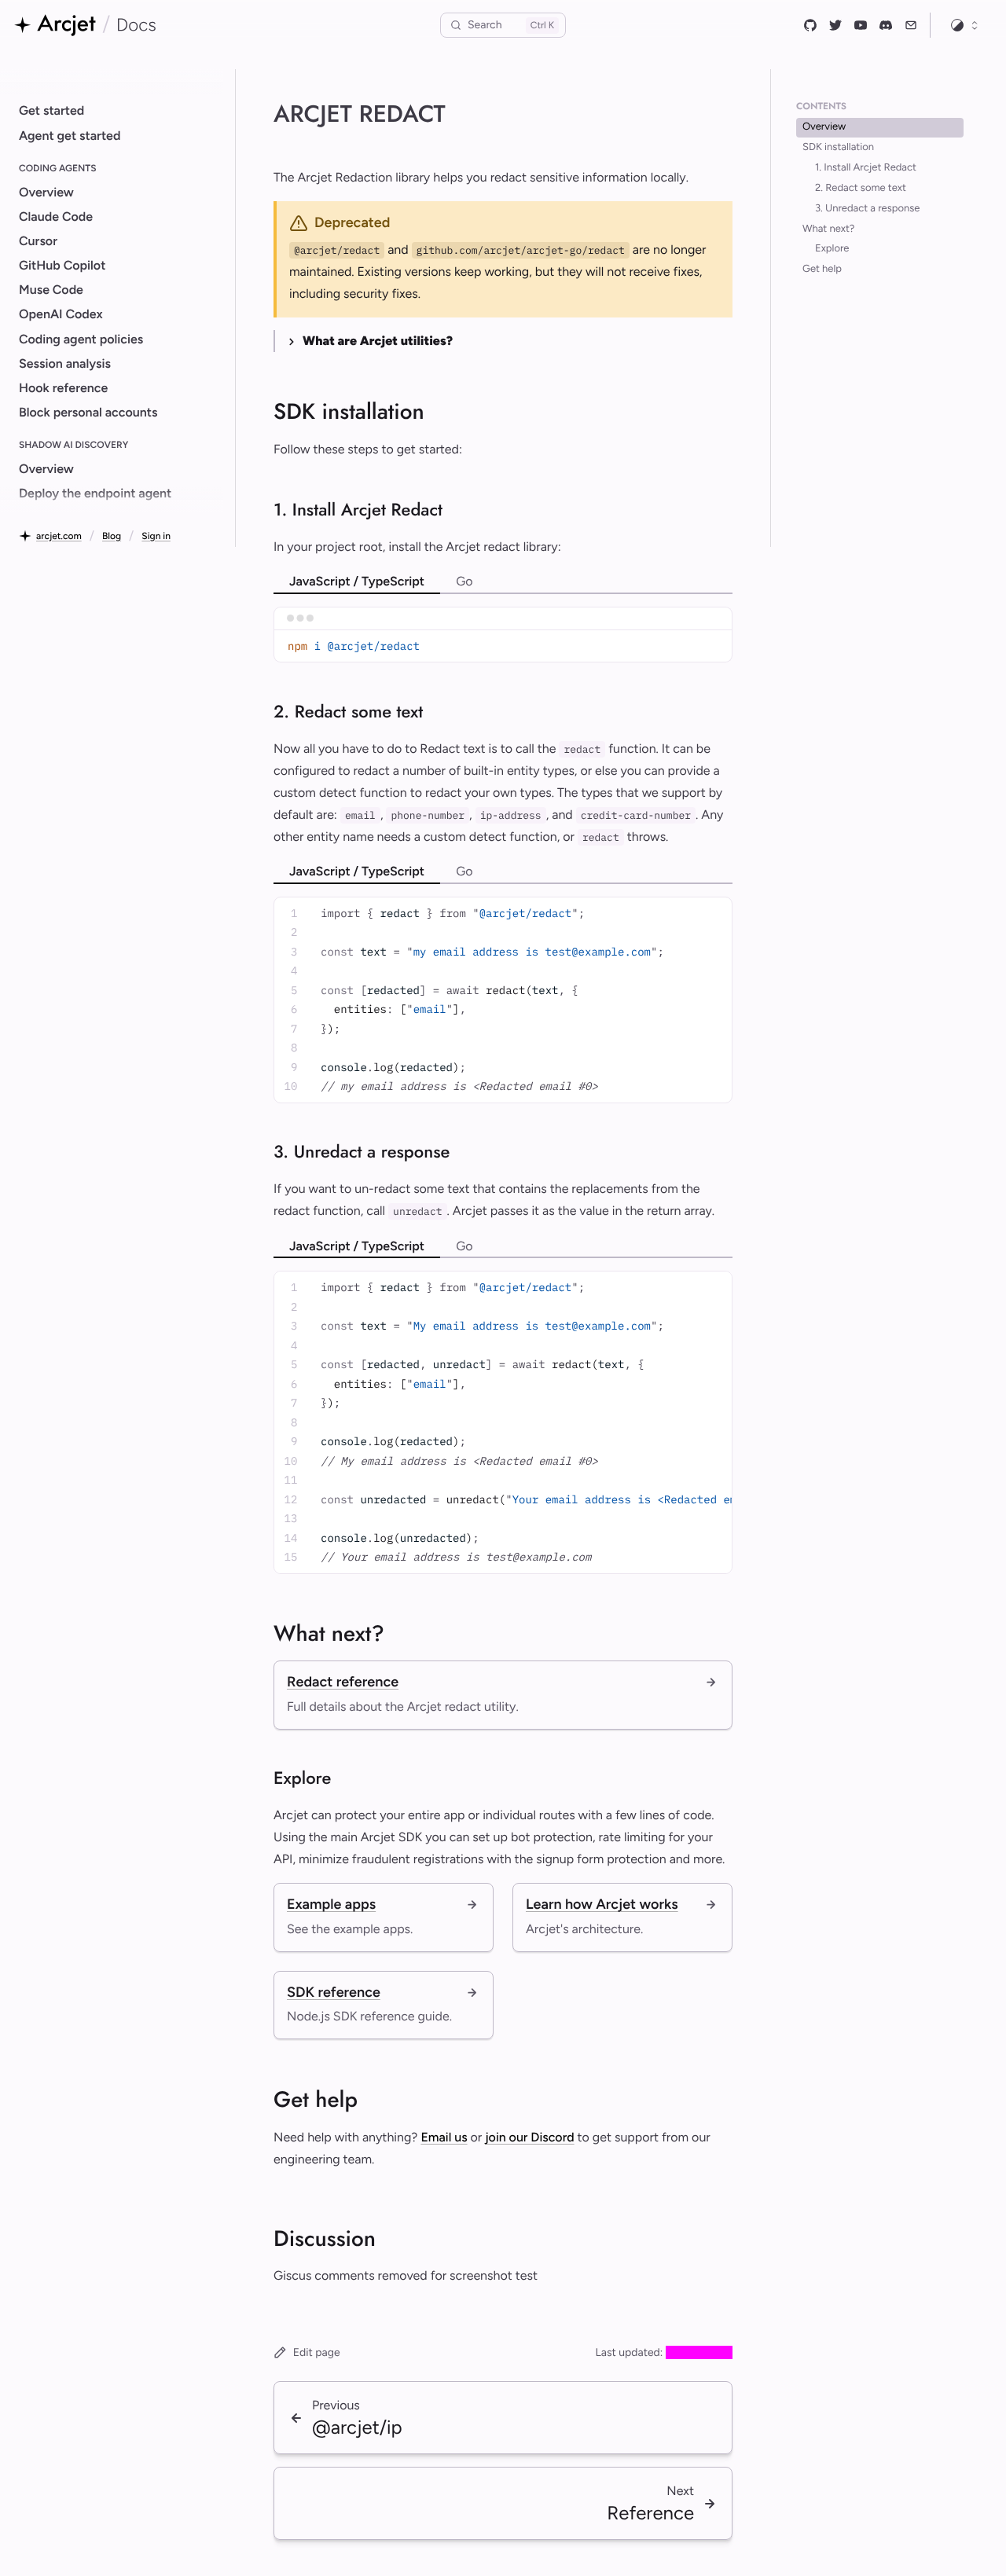 Arcjet / Docs
Search Ctrl K
Get started
Agent get started
CODING AGENTS
Overview
Claude Code
Cursor
GitHub Copilot
Muse Code
OpenAI Codex
Coding agent policies
Session analysis
Hook reference
Block personal accounts
SHADOW AI DISCOVERY
Overview
Deploy the endpoint agent
arcjet.com / Blog / Sign in
ARCJET REDACT
The Arcjet Redaction library helps you redact sensitive information locally.
Deprecated
@arcjet/redact and github.com/arcjet/arcjet-go/redact are no longer
maintained. Existing versions keep working, but they will not receive fixes,
including security fixes.
What are Arcjet utilities?
SDK installation
Follow these steps to get started:
1. Install Arcjet Redact
In your project root, install the Arcjet redact library:
JavaScript / TypeScript Go
npm i @arcjet/redact
2. Redact some text
Now all you have to do to Redact text is to call the redact function. It can be
configured to redact a number of built-in entity types, or else you can provide a
custom detect function to redact your own types. The types that we support by
default are: email, phone-number, ip-address, and credit-card-number. Any
other entity name needs a custom detect function, or redact throws.
JavaScript / TypeScript Go
1 import { redact } from "@arcjet/redact";
2
3 const text = "my email address is test@example.com";
4
5 const [redacted] = await redact(text, {
6 entities: ["email"],
7 });
8
9 console.log(redacted);
10 // my email address is <Redacted email #0>
3. Unredact a response
If you want to un-redact some text that contains the replacements from the
redact function, call unredact. Arcjet passes it as the value in the return array.
JavaScript / TypeScript Go
1 import { redact } from "@arcjet/redact";
2
3 const text = "My email address is test@example.com";
4
5 const [redacted, unredact] = await redact(text, {
6 entities: ["email"],
7 });
8
9 console.log(redacted);
10 // My email address is <Redacted email #0>
11
12 const unredacted = unredact("Your email address is <Redacted em
13
14 console.log(unredacted);
15 // Your email address is test@example.com
What next?
Redact reference
Full details about the Arcjet redact utility.
Explore
Arcjet can protect your entire app or individual routes with a few lines of code.
Using the main Arcjet SDK you can set up bot protection, rate limiting for your
API, minimize fraudulent registrations with the signup form protection and more.
Example apps
See the example apps.
Learn how Arcjet works
Arcjet's architecture.
SDK reference
Node.js SDK reference guide.
Get help
Need help with anything? Email us or join our Discord to get support from our
engineering team.
Discussion
Giscus comments removed for screenshot test
Edit page
Last updated:
Previous
@arcjet/ip
Next
Reference
CONTENTS
Overview
SDK installation
1. Install Arcjet Redact
2. Redact some text
3. Unredact a response
What next?
Explore
Get help